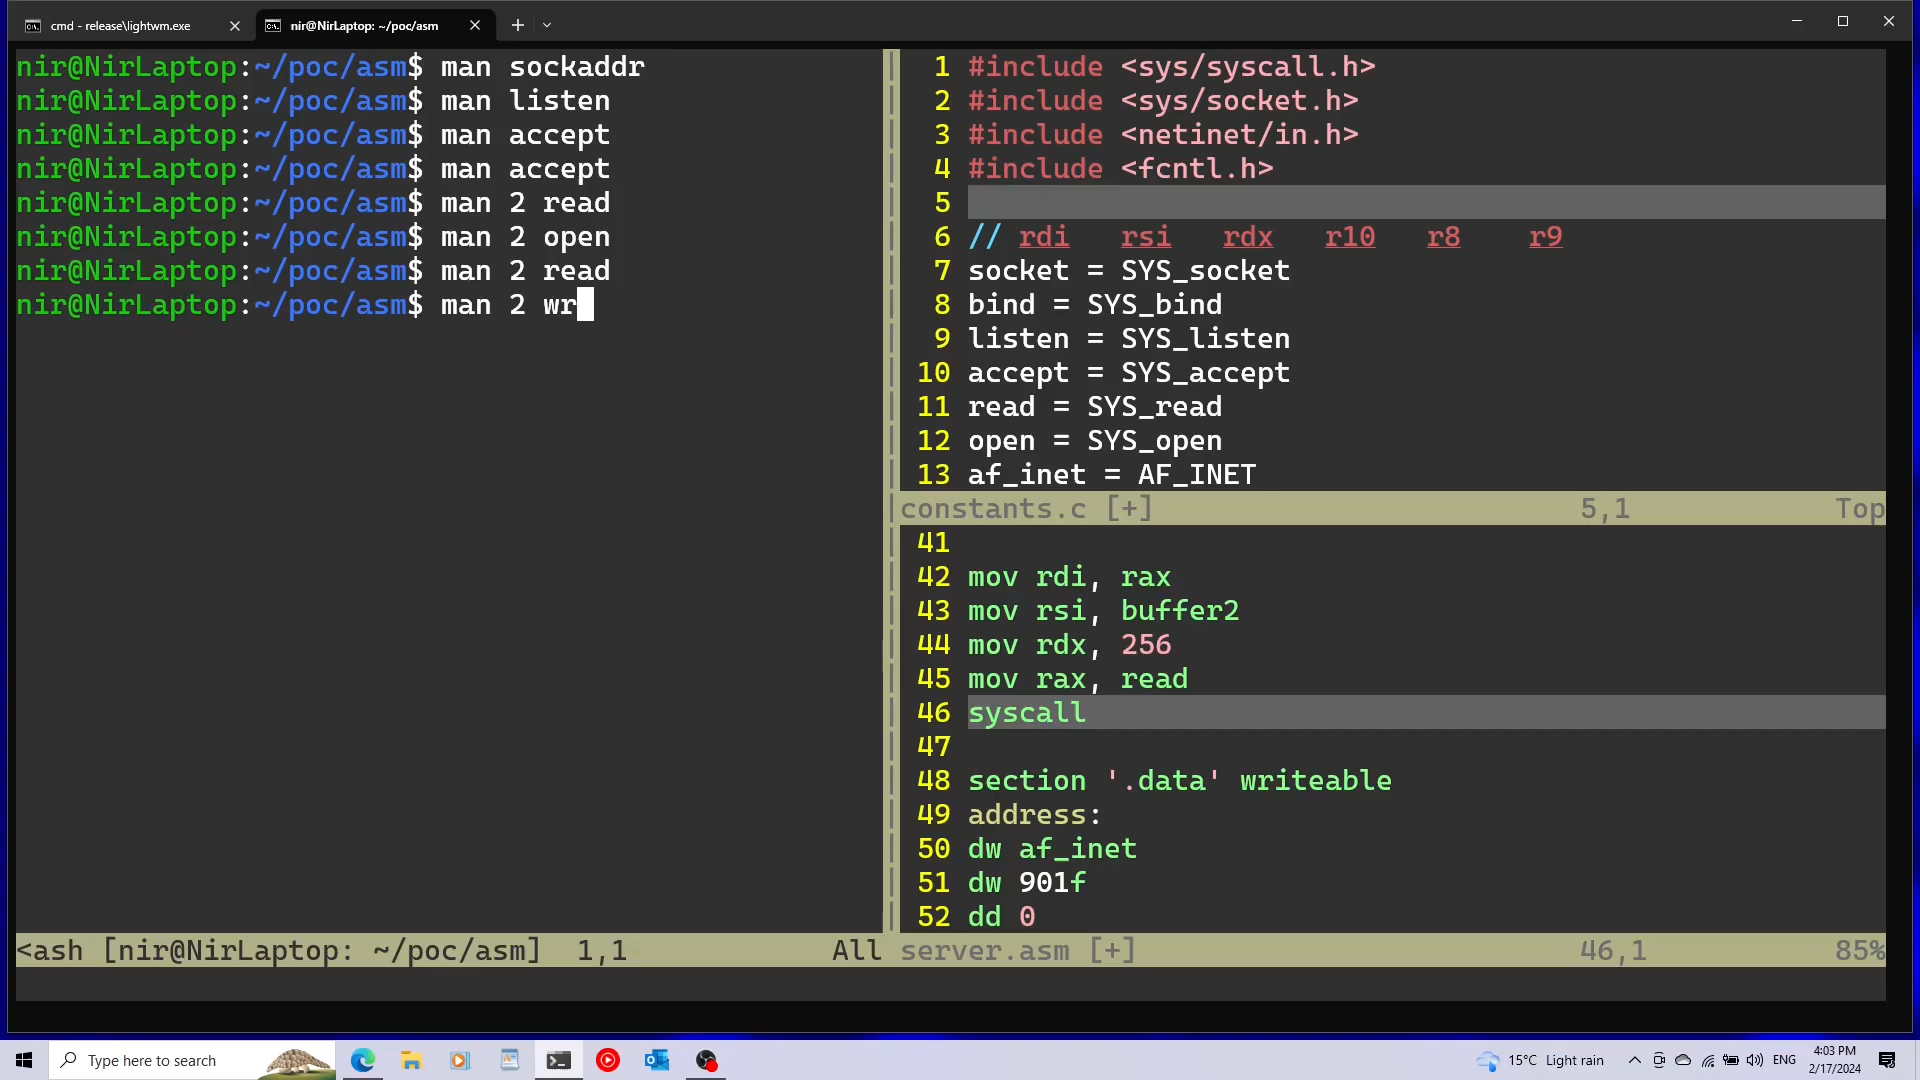 cmd - release\lightwm.exe
nir@NirLaptop: ~/poc/asm
nir@NirLaptop:~/poc/asm$ man sockaddr
nir@NirLaptop:~/poc/asm$ man listen
nir@NirLaptop:~/poc/asm$ man accept
nir@NirLaptop:~/poc/asm$ man accept
nir@NirLaptop:~/poc/asm$ man 2 read
nir@NirLaptop:~/poc/asm$ man 2 open
nir@NirLaptop:~/poc/asm$ man 2 read
nir@NirLaptop:~/poc/asm$ man 2 wr
<ash [nir@NirLaptop: ~/poc/asm]  1,1  All
1 #include <sys/syscall.h>
2 #include <sys/socket.h>
3 #include <netinet/in.h>
4 #include <fcntl.h>
5
6 // rdi   rsi   rdx   r10   r8    r9
7 socket = SYS_socket
8 bind = SYS_bind
9 listen = SYS_listen
10 accept = SYS_accept
11 read = SYS_read
12 open = SYS_open
13 af_inet = AF_INET
constants.c [+]  5,1  Top
41
42 mov rdi, rax
43 mov rsi, buffer2
44 mov rdx, 256
45 mov rax, read
46 syscall
47
48 section '.data' writeable
49 address:
50 dw af_inet
51 dw 901f
52 dd 0
server.asm [+]  46,1  85%
Type here to search
15°C Light rain
ENG
4:03 PM
2/17/2024